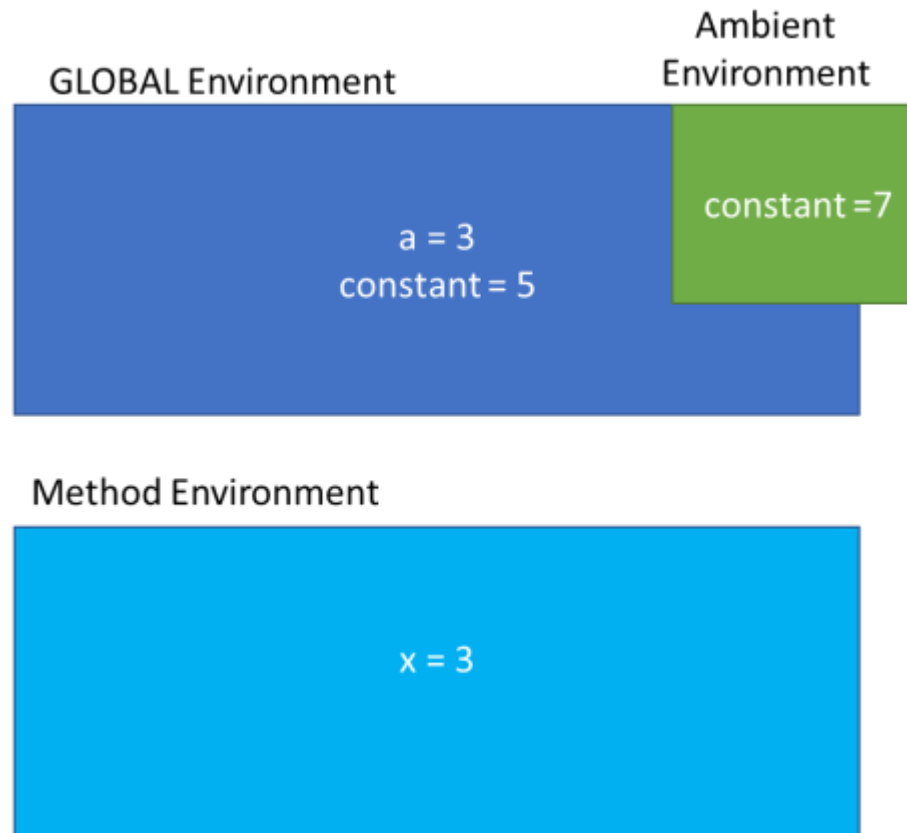 Ambient
Environment
GLOBAL Environment
constant =7
a = 3
constant = 5
Method Environment
x = 3